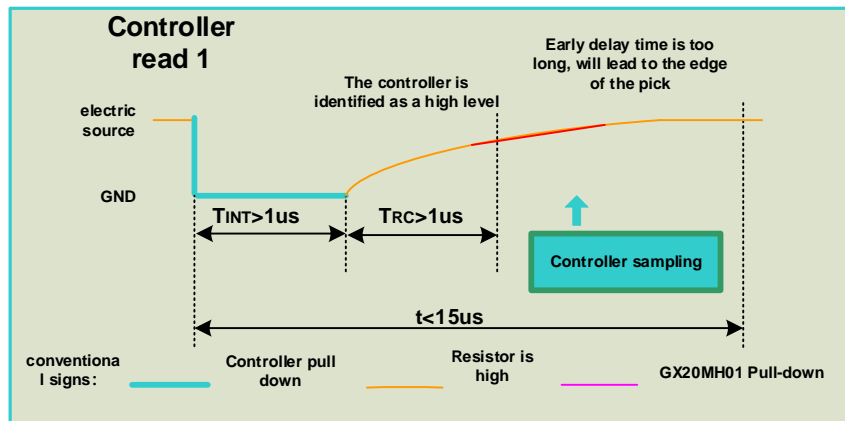 Controller
read 1
Early delay time is too
long, will lead to the edge
of the pick
The controller is
identified as a high level
electric
source
GND
TINT>1us
TRC>1us
Controller sampling
t<15us
conventiona
l signs:
Controller pull
down
Resistor is
high
GX20MH01 Pull-down